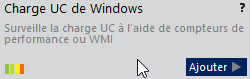 Charge UC de Windows ?
Surveille la charge UC à l'aide de compteurs de
performance ou WMI
Ajouter